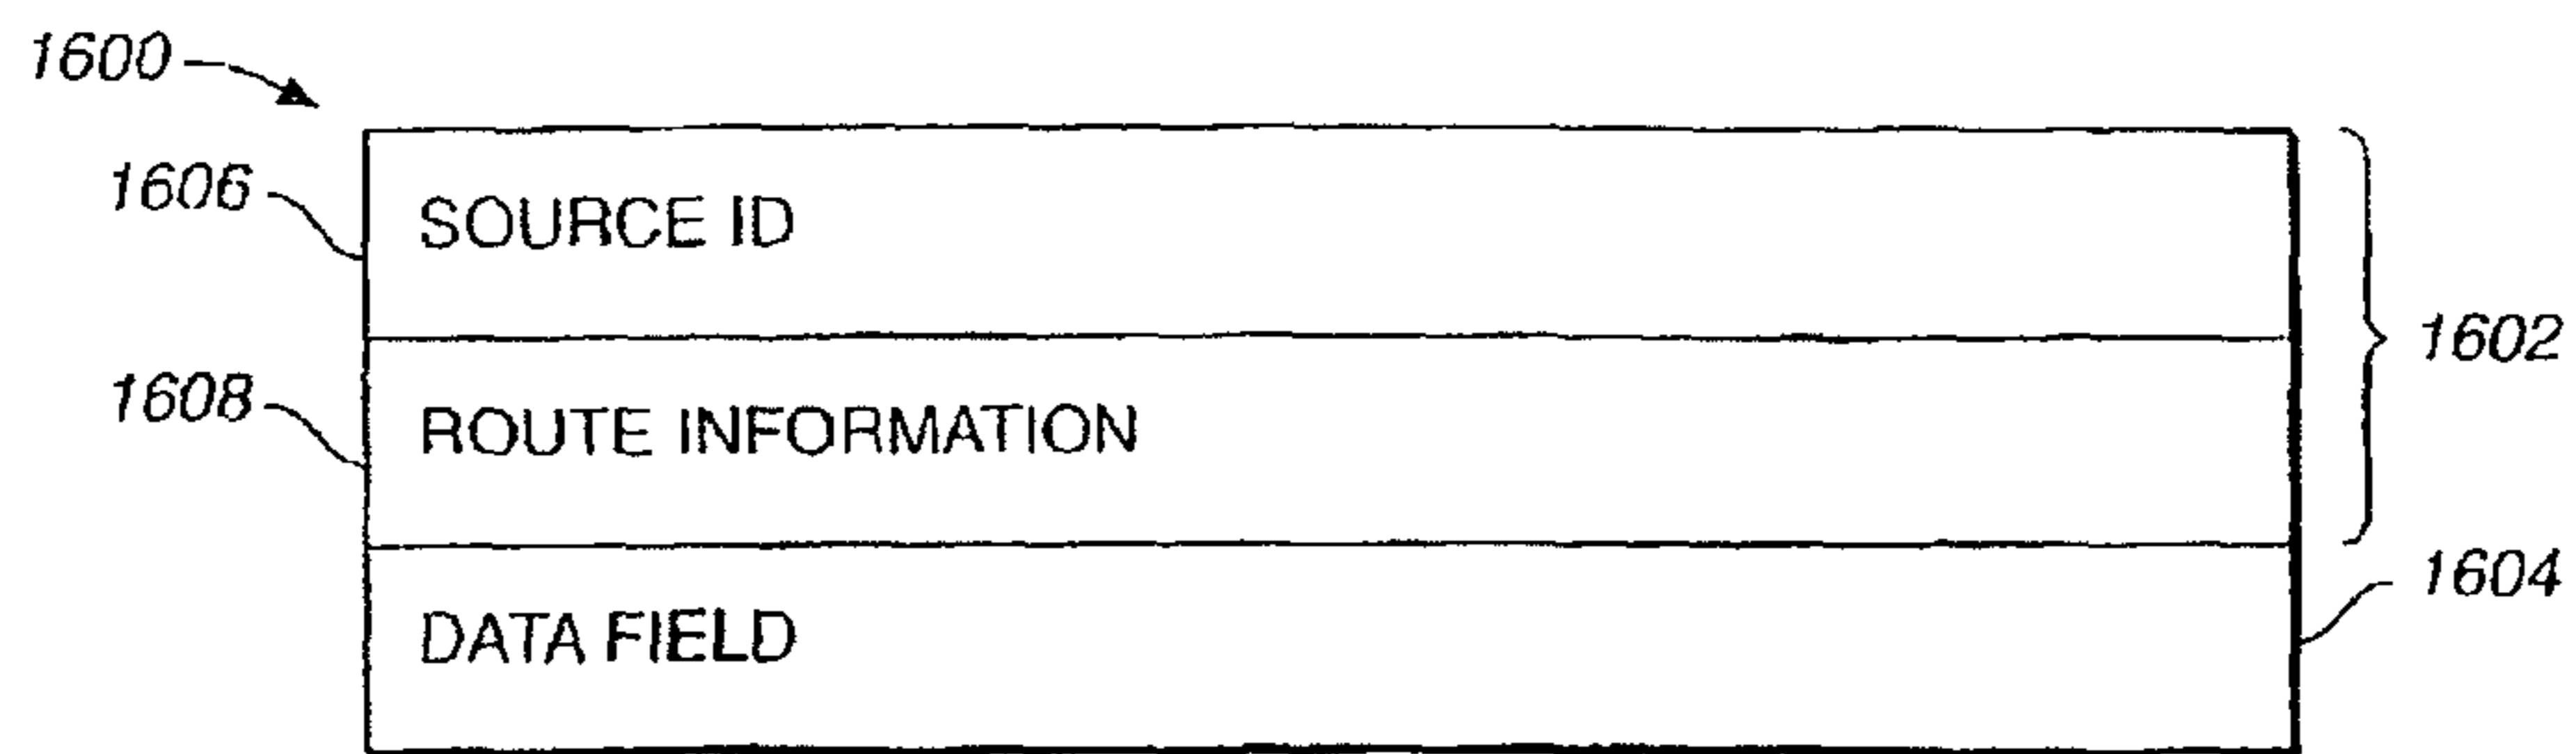 1600
1606
SOURCE ID
1602
1608
ROUTE INFORMATION
1604
DATA FIELD